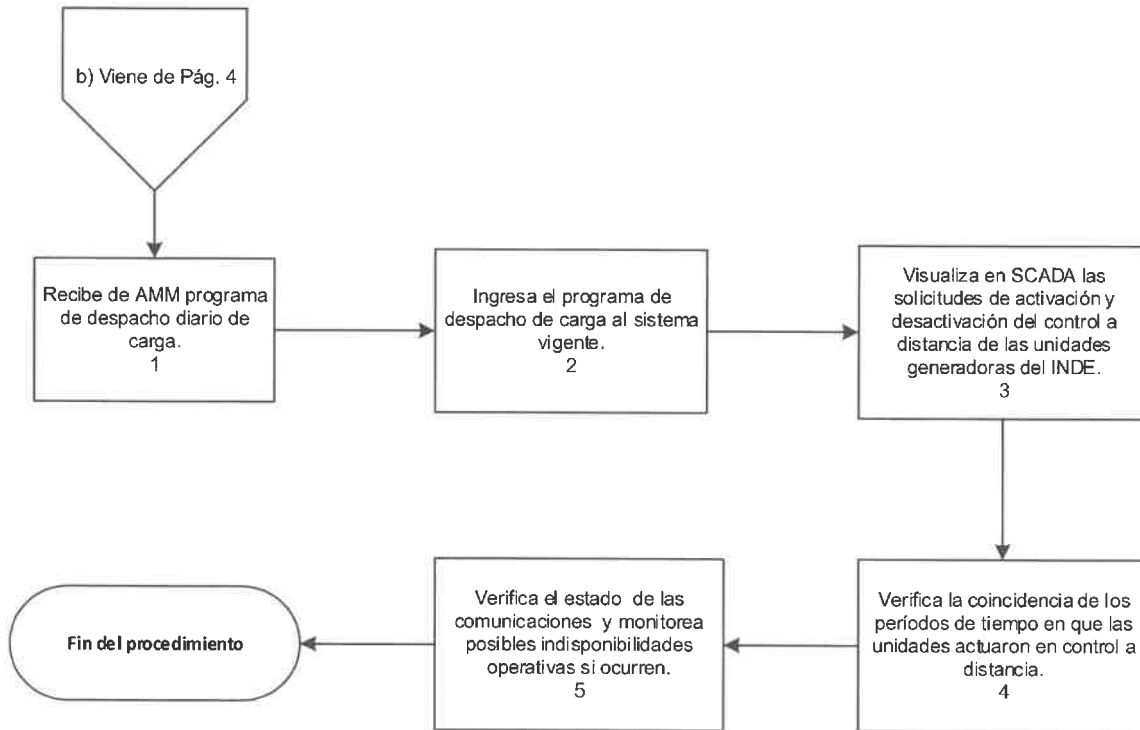 b) Viene de Pág. 4
Recibe de AMM programa
de despacho diario de
carga.
1
Ingresa el programa de
despacho de carga al sistema
vigente.
2
Visualiza en SCADA las
solicitudes de activación y
desactivación del control a
distancia de las unidades
generadoras del INDE.
3
Verifica la coincidencia de los
períodos de tiempo en que las
unidades actuaron en control a
distancia.
4
Verifica el estado de las
comunicaciones y monitorea
posibles indisponibilidades
operativas si ocurren.
5
Fin del procedimiento